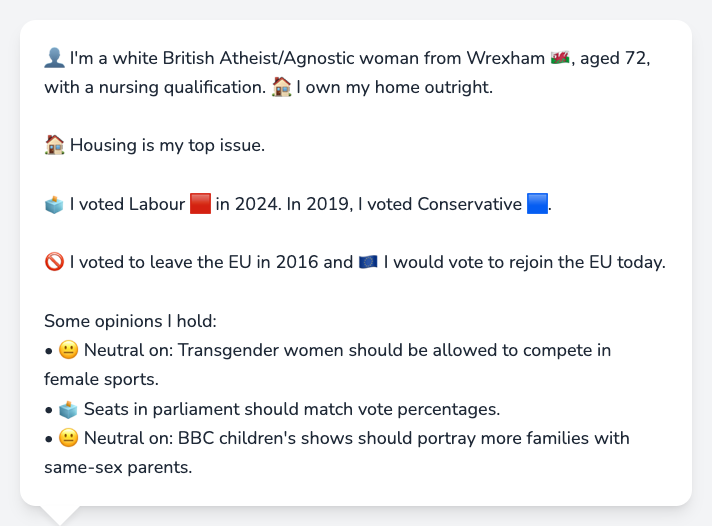 👤 I'm a white British Atheist/Agnostic woman from Wrexham 🏴󠁧󠁢󠁷󠁬󠁳󠁿, aged 72,
with a nursing qualification. 🏠 I own my home outright.
🏠 Housing is my top issue.
🗳️ I voted Labour 🟥 in 2024. In 2019, I voted Conservative 🟦.
🚫 I voted to leave the EU in 2016 and 🇪🇺 I would vote to rejoin the EU today.
Some opinions I hold:
• 😐 Neutral on: Transgender women should be allowed to compete in
female sports.
• 🗳️ Seats in parliament should match vote percentages.
• 😐 Neutral on: BBC children's shows should portray more families with
same-sex parents.